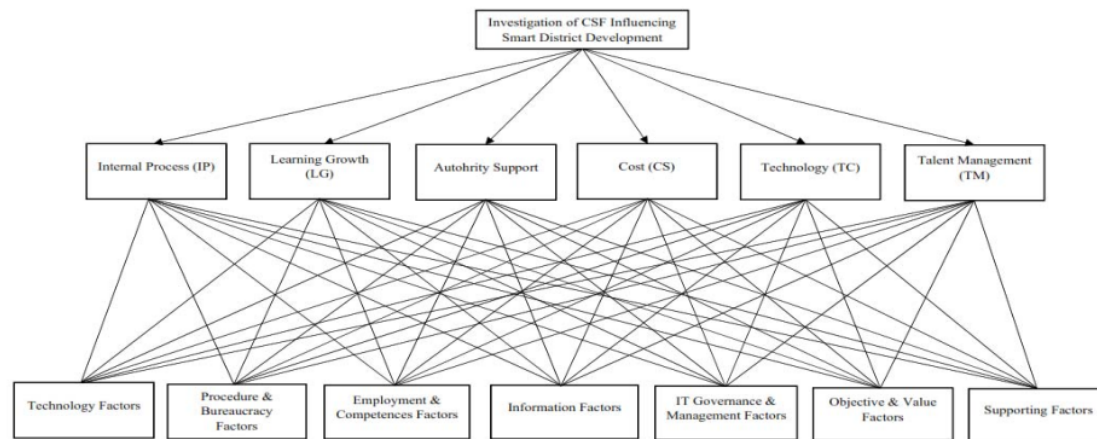 Investigation of CSF Influencing
Smart District Development
Internal Process (IP)
Learning Growth
(LG)
Autohrity Support
Cost (CS)
Technology (TC)
Talent Management
(TM)
Technology Factors
Procedure &
Bureaucracy
Factors
Employment &
Competences Factors
Information Factors
IT Governance &
Management Factors
Objective & Value
Factors
Supporting Factors